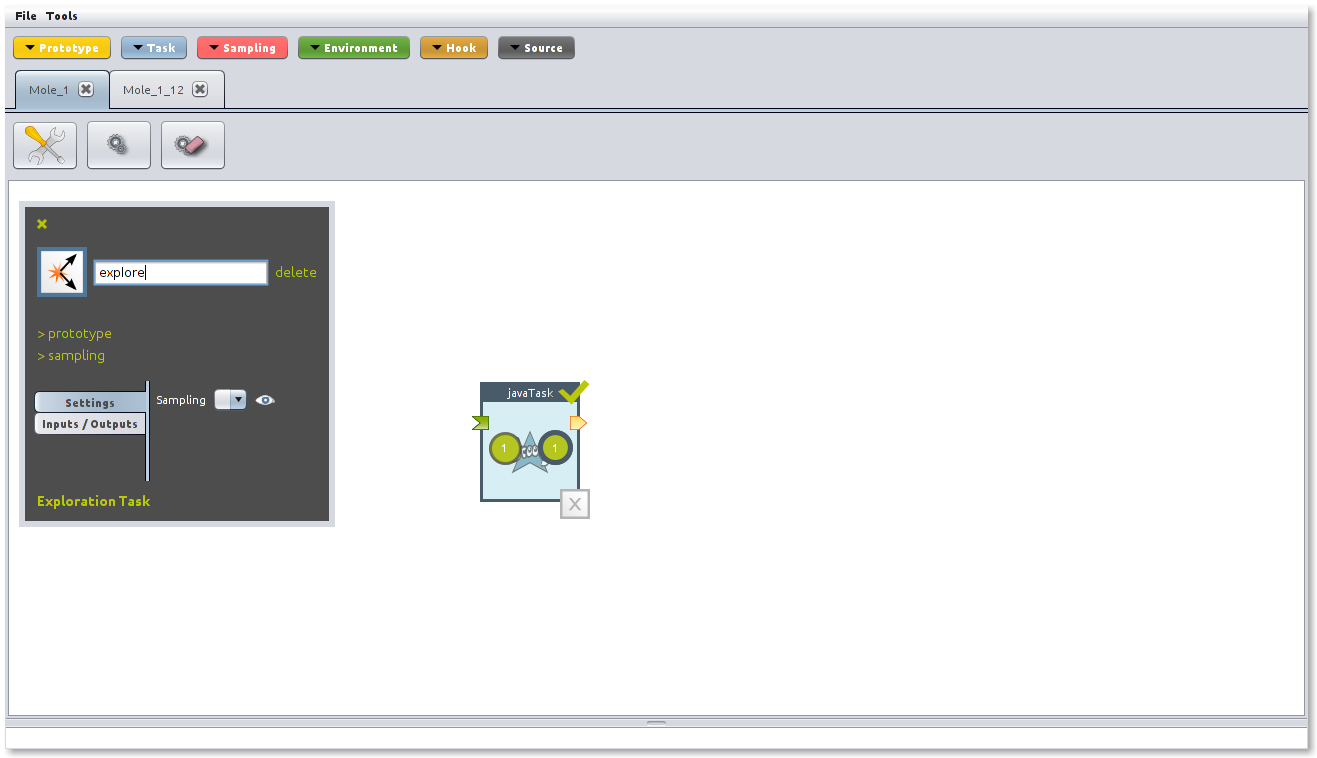 File Tools
Prototype Task Sampling Environment Hook Source
Mole_1 Mole_1_12
explore delete
> prototype
> sampling
Settings Sampling
Inputs / Outputs
Exploration Task
javaTask
1 1
X